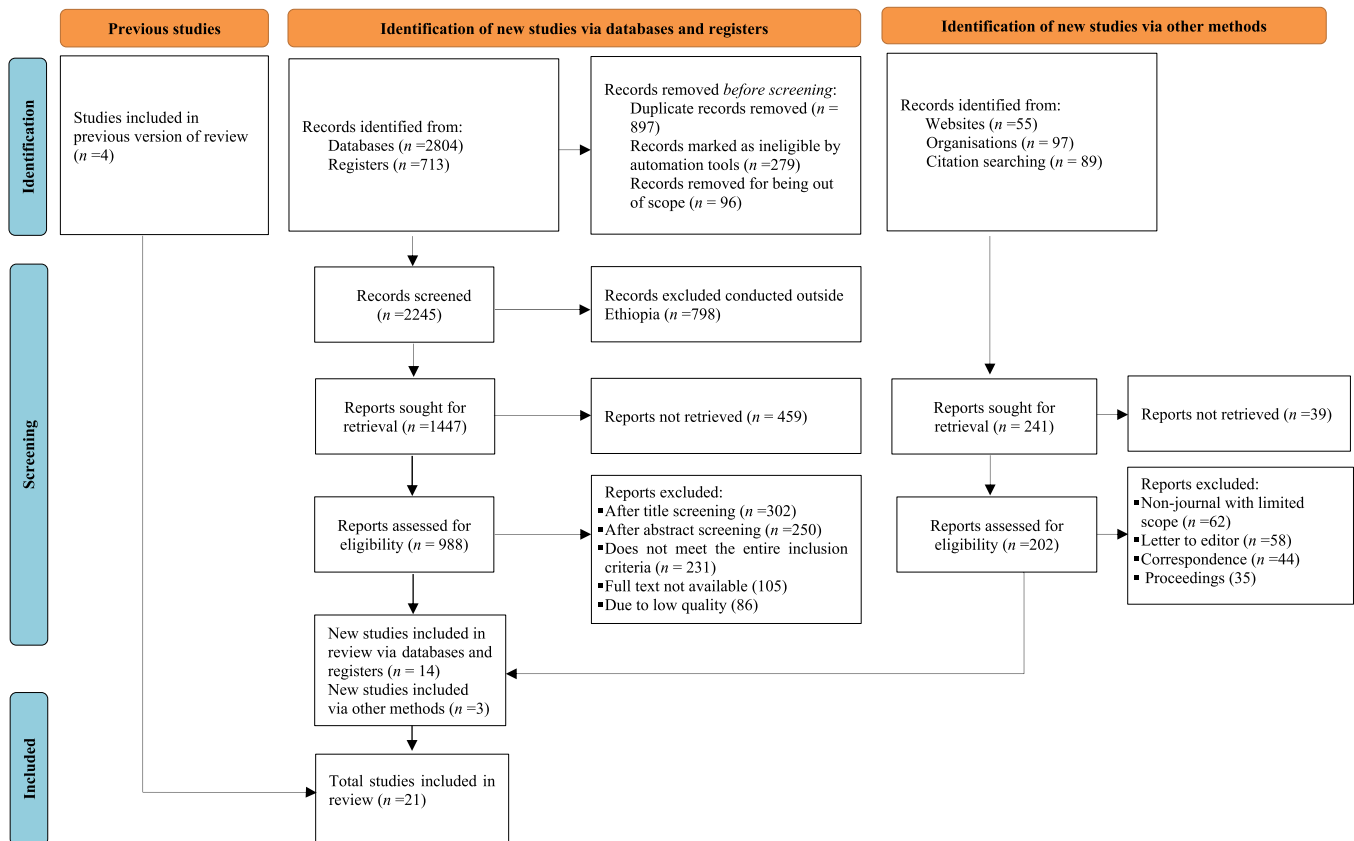 Previous studies
Identification of new studies via databases and registers
Identification of new studies via other methods
Identification
Studies included in
previous version of review
(n =4)
Records identified from:
Databases (n =2804)
Registers (n =713)
Records removed before screening:
Duplicate records removed (n =
897)
Records marked as ineligible by
automation tools (n =279)
Records removed for being out
of scope (n = 96)
Records identified from:
Websites (n =55)
Organisations (n = 97)
Citation searching (n = 89)
Screening
Records screened
(n =2245)
Records excluded conducted outside
Ethiopia (n =798)
Reports sought for
retrieval (n =1447)
Reports not retrieved (n = 459)
Reports sought for
retrieval (n = 241)
Reports not retrieved (n =39)
Reports assessed for
eligibility (n = 988)
Reports excluded:
▪After title screening (n =302)
▪After abstract screening (n =250)
▪Does not meet the entire inclusion
criteria (n = 231)
▪Full text not available (105)
▪Due to low quality (86)
Reports assessed for
eligibility (n =202)
Reports excluded:
▪Non-journal with limited
scope (n =62)
▪Letter to editor (n =58)
▪Correspondence (n =44)
▪ Proceedings (35)
New studies included in
review via databases and
registers (n = 14)
New studies included
via other methods (n =3)
Included
Total studies included in
review (n =21)